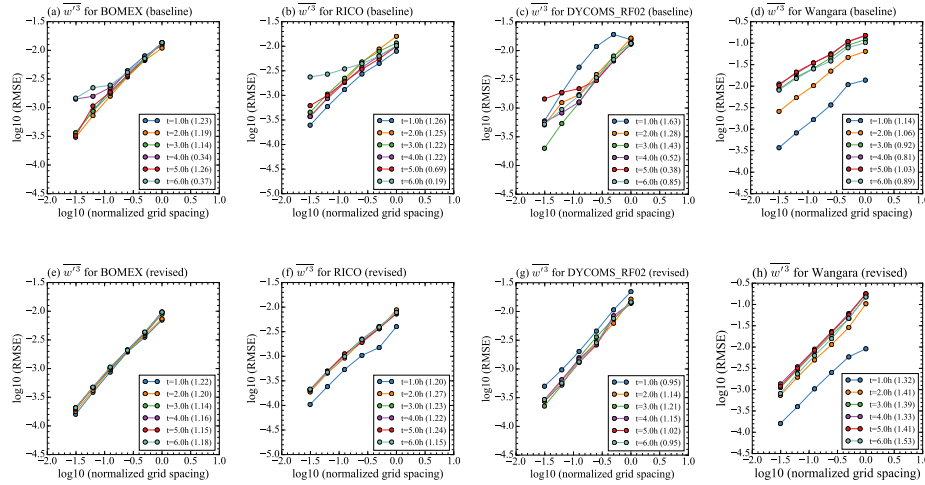 (a) w'3 for BOMEX (baseline)
−1.5
−2.0
−2.5
−3.0
−3.5
−4.0
−4.5
log10 (RMSE)
t=1.0h (1.23)
t=2.0h (1.19)
t=3.0h (1.14)
t=4.0h (0.34)
t=5.0h (1.26)
t=6.0h (0.37)
−2.0 −1.5 −1.0 −0.5 0.0 0.5 1.0
log10 (normalized grid spacing)
(b) w'3 for RICO (baseline)
−1.5
−2.0
−2.5
−3.0
−3.5
−4.0
−4.5
−5.0
log10 (RMSE)
t=1.0h (1.26)
t=2.0h (1.25)
t=3.0h (1.22)
t=4.0h (1.22)
t=5.0h (0.69)
t=6.0h (0.19)
−2.0 −1.5 −1.0 −0.5 0.0 0.5 1.0
log10 (normalized grid spacing)
(c) w'3 for DYCOMS_RF02 (baseline)
−1.5
−2.0
−2.5
−3.0
−3.5
−4.0
−4.5
log10 (RMSE)
t=1.0h (1.63)
t=2.0h (1.28)
t=3.0h (1.43)
t=4.0h (0.52)
t=5.0h (0.38)
t=6.0h (0.85)
−2.0 −1.5 −1.0 −0.5 0.0 0.5 1.0
log10 (normalized grid spacing)
(d) w'3 for Wangara (baseline)
−0.5
−1.0
−1.5
−2.0
−2.5
−3.0
−3.5
−4.0
−4.5
log10 (RMSE)
t=1.0h (1.14)
t=2.0h (1.06)
t=3.0h (0.92)
t=4.0h (0.81)
t=5.0h (1.03)
t=6.0h (0.89)
−2.0 −1.5 −1.0 −0.5 0.0 0.5 1.0
log10 (normalized grid spacing)
(e) w'3 for BOMEX (revised)
−1.5
−2.0
−2.5
−3.0
−3.5
−4.0
−4.5
log10 (RMSE)
t=1.0h (1.22)
t=2.0h (1.20)
t=3.0h (1.14)
t=4.0h (1.16)
t=5.0h (1.15)
t=6.0h (1.18)
−2.0 −1.5 −1.0 −0.5 0.0 0.5 1.0
log10 (normalized grid spacing)
(f) w'3 for RICO (revised)
−1.5
−2.0
−2.5
−3.0
−3.5
−4.0
−4.5
−5.0
log10 (RMSE)
t=1.0h (1.20)
t=2.0h (1.27)
t=3.0h (1.23)
t=4.0h (1.22)
t=5.0h (1.24)
t=6.0h (1.15)
−2.0 −1.5 −1.0 −0.5 0.0 0.5 1.0
log10 (normalized grid spacing)
(g) w'3 for DYCOMS_RF02 (revised)
−1.5
−2.0
−2.5
−3.0
−3.5
−4.0
−4.5
log10 (RMSE)
t=1.0h (0.95)
t=2.0h (1.14)
t=3.0h (1.21)
t=4.0h (1.15)
t=5.0h (1.02)
t=6.0h (0.95)
−2.0 −1.5 −1.0 −0.5 0.0 0.5 1.0
log10 (normalized grid spacing)
(h) w'3 for Wangara (revised)
−0.5
−1.0
−1.5
−2.0
−2.5
−3.0
−3.5
−4.0
−4.5
log10 (RMSE)
t=1.0h (1.32)
t=2.0h (1.41)
t=3.0h (1.39)
t=4.0h (1.33)
t=5.0h (1.41)
t=6.0h (1.53)
−2.0 −1.5 −1.0 −0.5 0.0 0.5 1.0
log10 (normalized grid spacing)